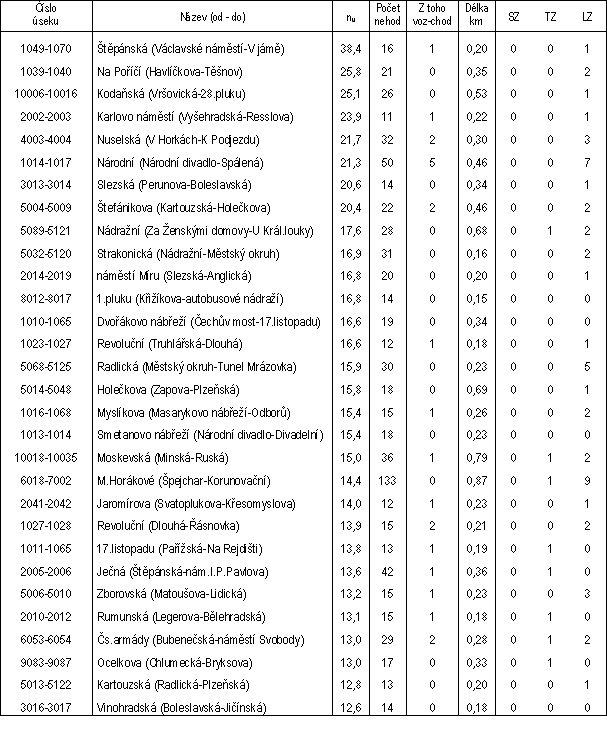 Číslo úseku Název (od - do) nᵤ Počet nehod Z toho voz-chod Délka km SZ TZ LZ
1049-1070 Štěpánská (Václavské náměstí-V jámě) 38,4 16 1 0,20 0 0 1
1039-1040 Na Poříčí (Havlíčkova-Těšnov) 25,8 21 0 0,35 0 0 2
10006-10016 Kodaňská (Vršovická-28.pluku) 25,1 26 0 0,53 0 0 1
2002-2003 Karlovo náměstí (Vyšehradská-Resslova) 23,9 11 1 0,22 0 0 1
4003-4004 Nuselská (V Horkách-K Podjezdu) 21,7 32 2 0,30 0 0 3
1014-1017 Národní (Národní divadlo-Spálená) 21,3 50 5 0,46 0 0 7
3013-3014 Slezská (Perunova-Boleslavská) 20,6 14 0 0,34 0 0 1
5004-5009 Štefánikova (Kartouzská-Holečkova) 20,4 22 2 0,46 0 0 2
5089-5121 Nádražní (Za Ženskými domovy-U Král.louky) 17,6 28 0 0,68 0 1 2
5032-5120 Strakonická (Nádražní-Městský okruh) 16,9 31 0 0,16 0 0 2
2014-2019 náměstí Míru (Slezská-Anglická) 16,8 20 0 0,20 0 0 1
8012-8017 1.pluku (Křižíkova-autobusové nádraží) 16,8 14 0 0,15 0 0 0
1010-1065 Dvořákovo nábřeží (Čechův most-17.listopadu) 16,6 19 0 0,34 0 0 0
1023-1027 Revoluční (Truhlářská-Dlouhá) 16,6 12 1 0,18 0 0 1
5068-5125 Radlická (Městský okruh-Tunel Mrázovka) 15,9 30 0 0,23 0 0 5
5014-5048 Holečkova (Zapova-Plzeňská) 15,8 18 0 0,69 0 0 1
1016-1068 Myslíkova (Masarykovo nábřeží-Odborů) 15,4 15 1 0,26 0 0 2
1013-1014 Smetanovo nábřeží (Národní divadlo-Divadelní) 15,4 18 0 0,23 0 0 0
10018-10035 Moskevská (Minská-Ruská) 15,0 36 1 0,79 0 1 2
6018-7002 M.Horákové (Špejchar-Korunovační) 14,4 133 0 0,87 0 1 9
2041-2042 Jaromírova (Svatoplukova-Křesomyslova) 14,0 12 1 0,23 0 0 1
1027-1028 Revoluční (Dlouhá-Řásnovka) 13,9 15 2 0,21 0 0 2
1011-1065 17.listopadu (Pařížská-Na Rejdišti) 13,8 13 1 0,19 0 1 0
2005-2006 Ječná (Štěpánská-nám.I.P.Pavlova) 13,6 42 1 0,36 0 1 0
5006-5010 Zborovská (Matoušova-Lidická) 13,2 15 1 0,23 0 0 3
2010-2012 Rumunská (Legerova-Bělehradská) 13,1 15 1 0,18 0 1 0
6053-6054 Čs.armády (Bubenečská-náměstí Svobody) 13,0 29 2 0,28 0 1 2
9083-9087 Ocelkova (Chlumecká-Bryksova) 13,0 17 0 0,33 0 1 0
5013-5122 Kartouzská (Radlická-Plzeňská) 12,8 13 0 0,20 0 0 1
3016-3017 Vinohradská (Boleslavská-Jičínská) 12,6 14 0 0,18 0 0 0